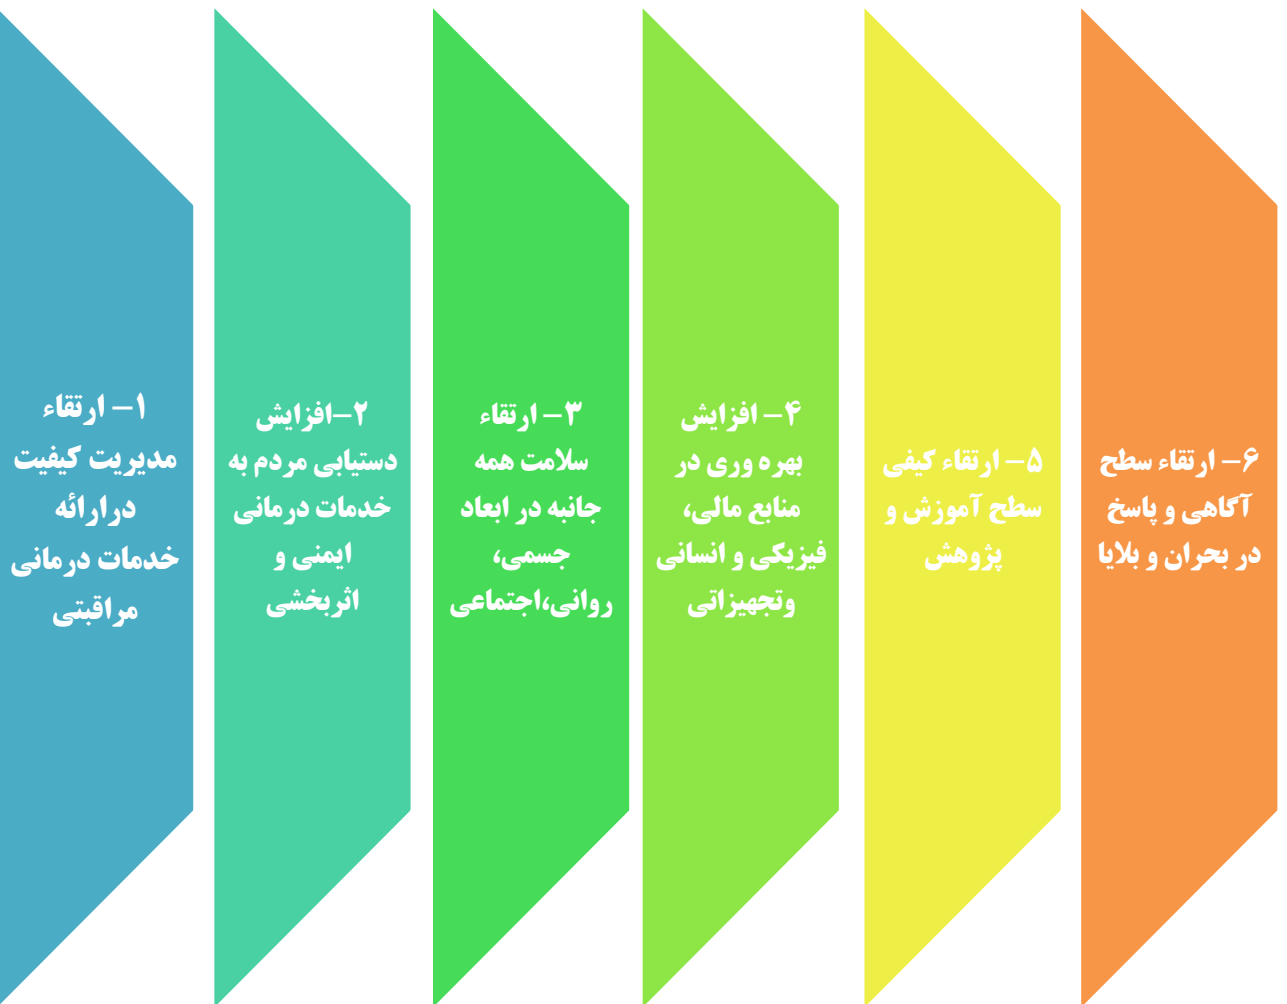 ۱- ارتقاء
مدیریت کیفیت
درارائه
خدمات درمانی
مراقبتی
۲-افزایش
دستیابی مردم به
خدمات درمانی
ایمنی و
اثربخشی
۳- ارتقاء
سلامت همه
جانبه در ابعاد
جسمی،
روانی،اجتماعی
۴- افزایش
بهره وری در
منابع مالی،
فیزیکی و انسانی
وتجهیزاتی
۵- ارتقاء کیفی
سطح آموزش و
پژوهش
۶- ارتقاء سطح
آگاهی و پاسخ
در بحران و بلایا